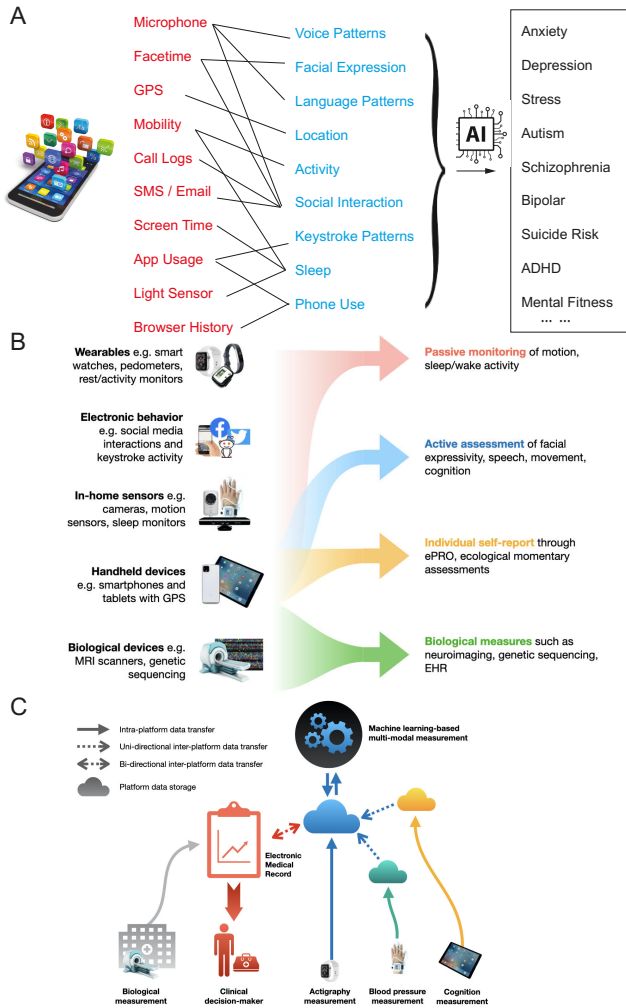 A
Microphone
Facetime
GPS
Mobility
Call Logs
SMS / Email
Screen Time
App Usage
Light Sensor
Browser History
Voice Patterns
Facial Expression
Language Patterns
Location
Activity
Social Interaction
Keystroke Patterns
Sleep
Phone Use
AI
Anxiety
Depression
Stress
Autism
Schizophrenia
Bipolar
Suicide Risk
ADHD
Mental Fitness
... ...
B
Wearables e.g. smart
watches, pedometers,
rest/activity monitors
Electronic behavior
e.g. social media
interactions and
keystroke activity
In-home sensors e.g.
cameras, motion
sensors, sleep monitors
Handheld devices
e.g. smartphones and
tablets with GPS
Biological devices e.g.
MRI scanners, genetic
sequencing
Passive monitoring of motion,
sleep/wake activity
Active assessment of facial
expressivity, speech, movement,
cognition
Individual self-report through
ePRO, ecological momentary
assessments
Biological measures such as
neuroimaging, genetic sequencing,
EHR
C
Intra-platform data transfer
Uni-directional inter-platform data transfer
Bi-directional inter-platform data transfer
Platform data storage
Machine learning-based
multi-modal measurement
Electronic
Medical
Record
Biological
measurement
Clinical
decision-maker
Actigraphy
measurement
Blood pressure
measurement
Cognition
measurement